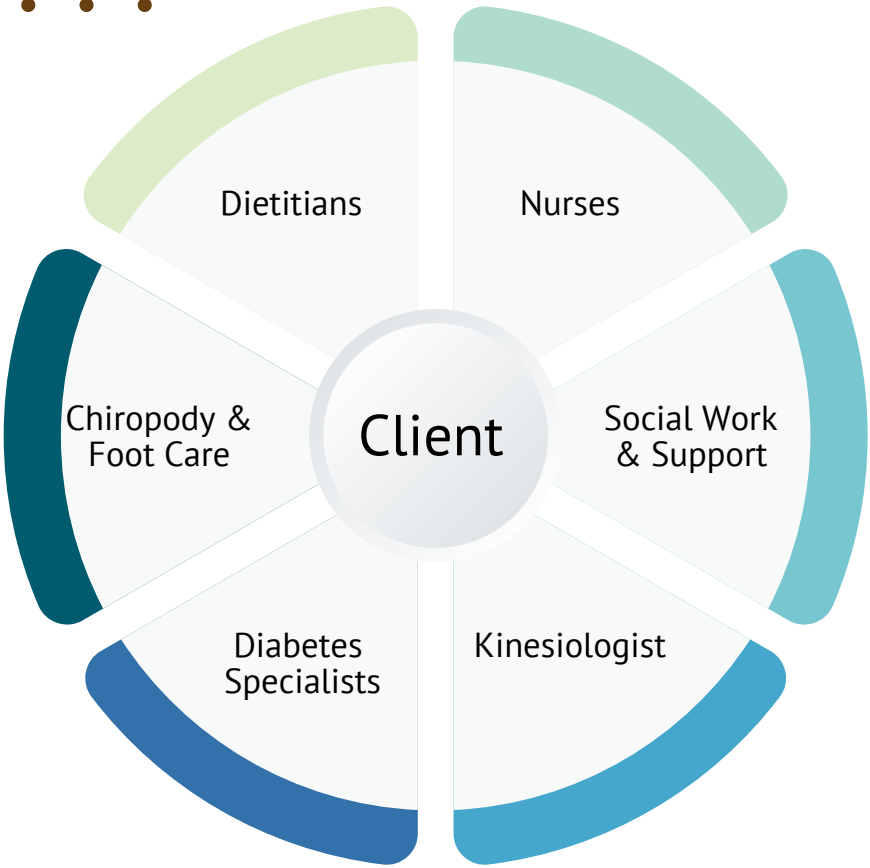 Dietitians
Nurses
Chiropody &
Foot Care
Client
Social Work
& Support
Diabetes
Specialists
Kinesiologist